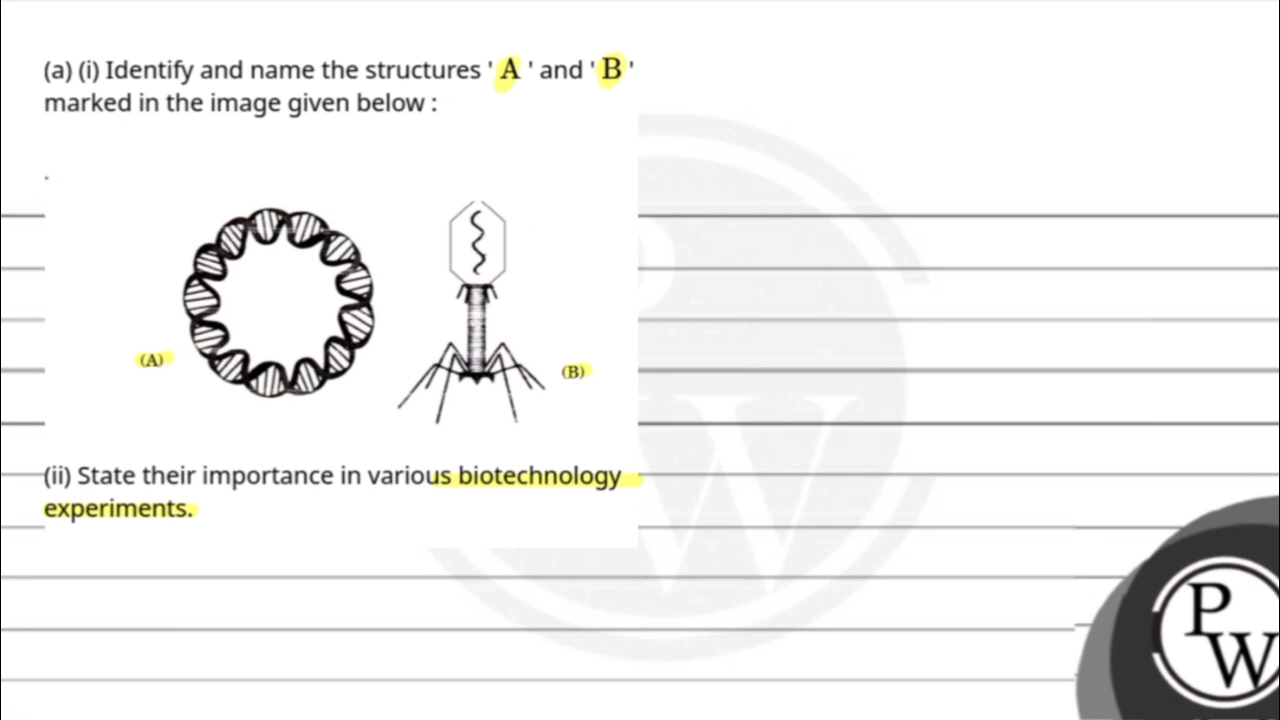 (a) (i) Identify and name the structures ' A ' and ' B '
marked in the image given below :
(A)
(B)
(ii) State their importance in various biotechnology
experiments.
PW
PW